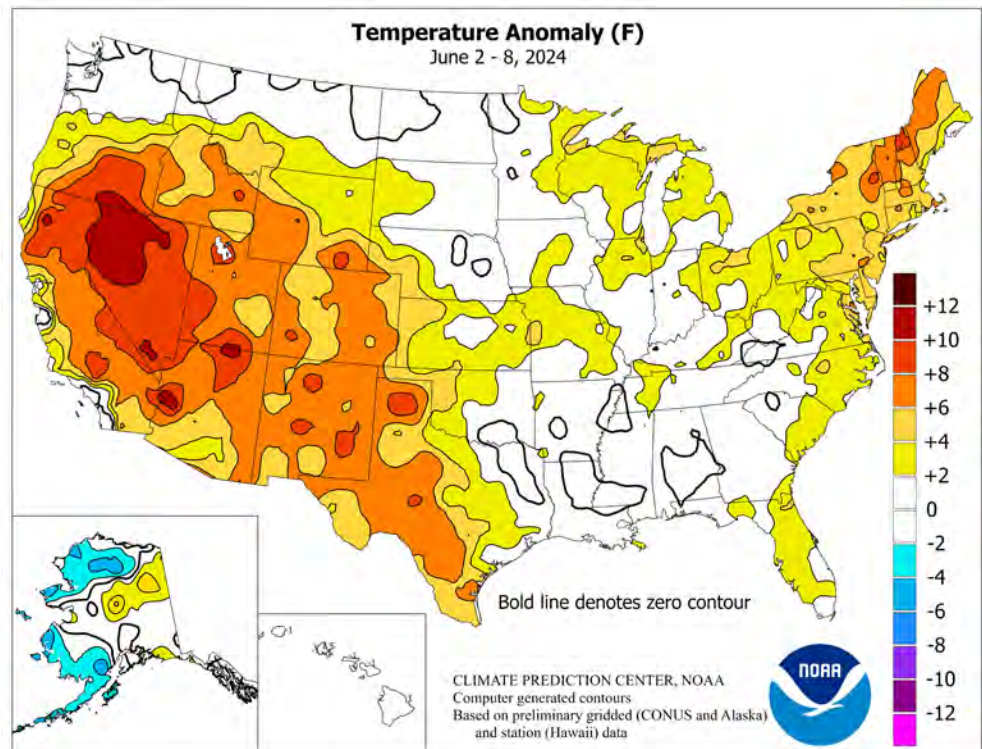 Temperature Anomaly (F)
June 2 - 8, 2024
+12
+10
+8
+6
+4
+2
0
-2
-4
-6
-8
-10
-12
Bold line denotes zero contour
CLIMATE PREDICTION CENTER, NOAA
Computer generated contours
Based on preliminary gridded (CONUS and Alaska)
and station (Hawaii) data
NOAA